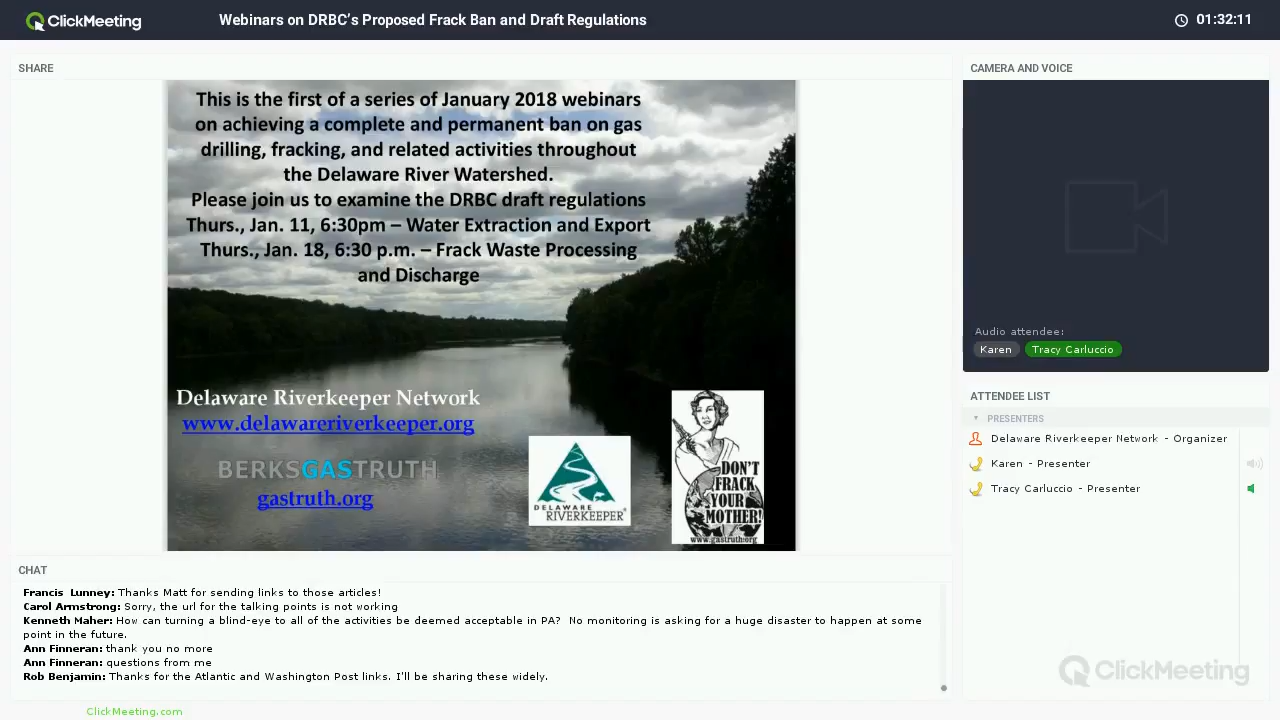 ClickMeeting
Webinars on DRBC's Proposed Frack Ban and Draft Regulations
01:32:11
SHARE
This is the first of a series of January 2018 webinars
on achieving a complete and permanent ban on gas
drilling, fracking, and related activities throughout
the Delaware River Watershed.
Please join us to examine the DRBC draft regulations
Thurs., Jan. 11, 6:30pm – Water Extraction and Export
Thurs., Jan. 18, 6:30 p.m. – Frack Waste Processing
and Discharge
Delaware Riverkeeper Network
www.delawareriverkeeper.org
BERKSGASTRUTH
gastruth.org
DELAWARE
RIVERKEEPER®
DON'T
FRACK
YOUR
MOTHER!
www.gastruth.org
CAMERA AND VOICE
Audio attendee:
Karen Tracy Carluccio
ATTENDEE LIST
PRESENTERS
Delaware Riverkeeper Network - Organizer
Karen - Presenter
Tracy Carluccio - Presenter
CHAT
Francis Lunney: Thanks Matt for sending links to those articles!
Carol Armstrong: Sorry, the url for the talking points is not working
Kenneth Maher: How can turning a blind-eye to all of the activities be deemed acceptable in PA? No monitoring is asking for a huge disaster to happen at some
point in the future.
Ann Finneran: thank you no more
Ann Finneran: questions from me
Rob Benjamin: Thanks for the Atlantic and Washington Post links. I'll be sharing these widely.
ClickMeeting
ClickMeeting.com